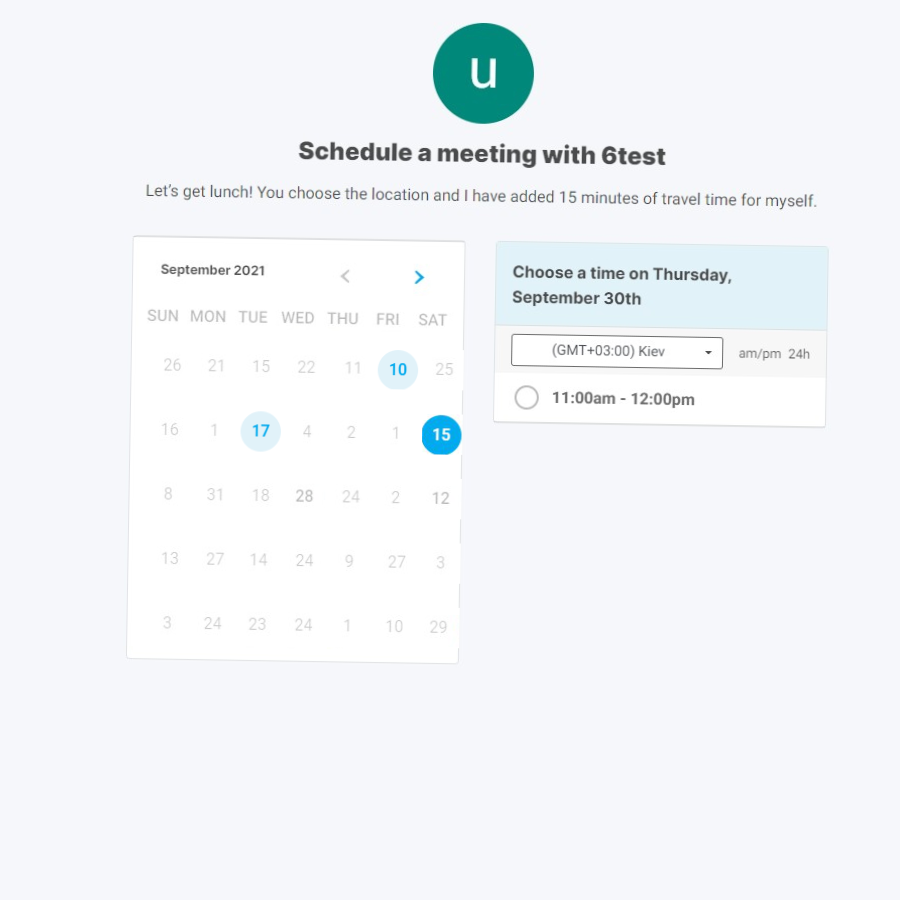 u
Schedule a meeting with 6test
Let's get lunch! You choose the location and I have added 15 minutes of travel time for myself.
September 2021
SUN MON TUE WED THU FRI SAT
26 21 15 22 11 10 25
16 1 17 4 2 1 15
8 31 18 28 24 2 12
13 27 14 24 9 27 3
3 24 23 24 1 10 29
Choose a time on Thursday,
September 30th
(GMT+03:00) Kiev am/pm 24h
11:00am - 12:00pm